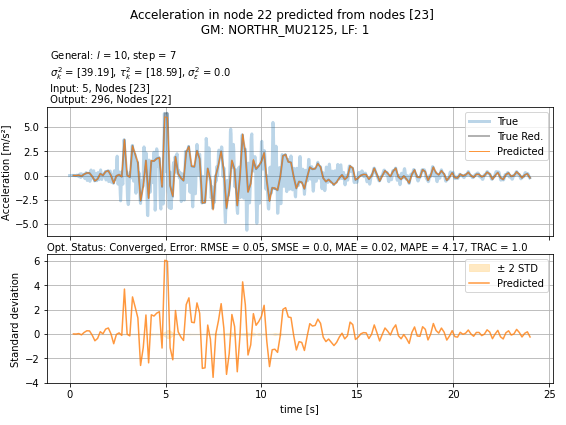 Acceleration in node 22 predicted from nodes [23]
GM: NORTHR_MU2125, LF: 1
General: l = 10, step = 7
σ_k² = [39.19], τ_k² = [18.59], σ_ε² = 0.0
Input: 5, Nodes [23]
Output: 296, Nodes [22]
Acceleration [m/s²]
5.0
2.5
0.0
−2.5
−5.0
True
True Red.
Predicted
Opt. Status: Converged, Error: RMSE = 0.05, SMSE = 0.0, MAE = 0.02, MAPE = 4.17, TRAC = 1.0
Standard deviation
6
4
2
0
−2
−4
± 2 STD
Predicted
0
5
10
15
20
25
time [s]